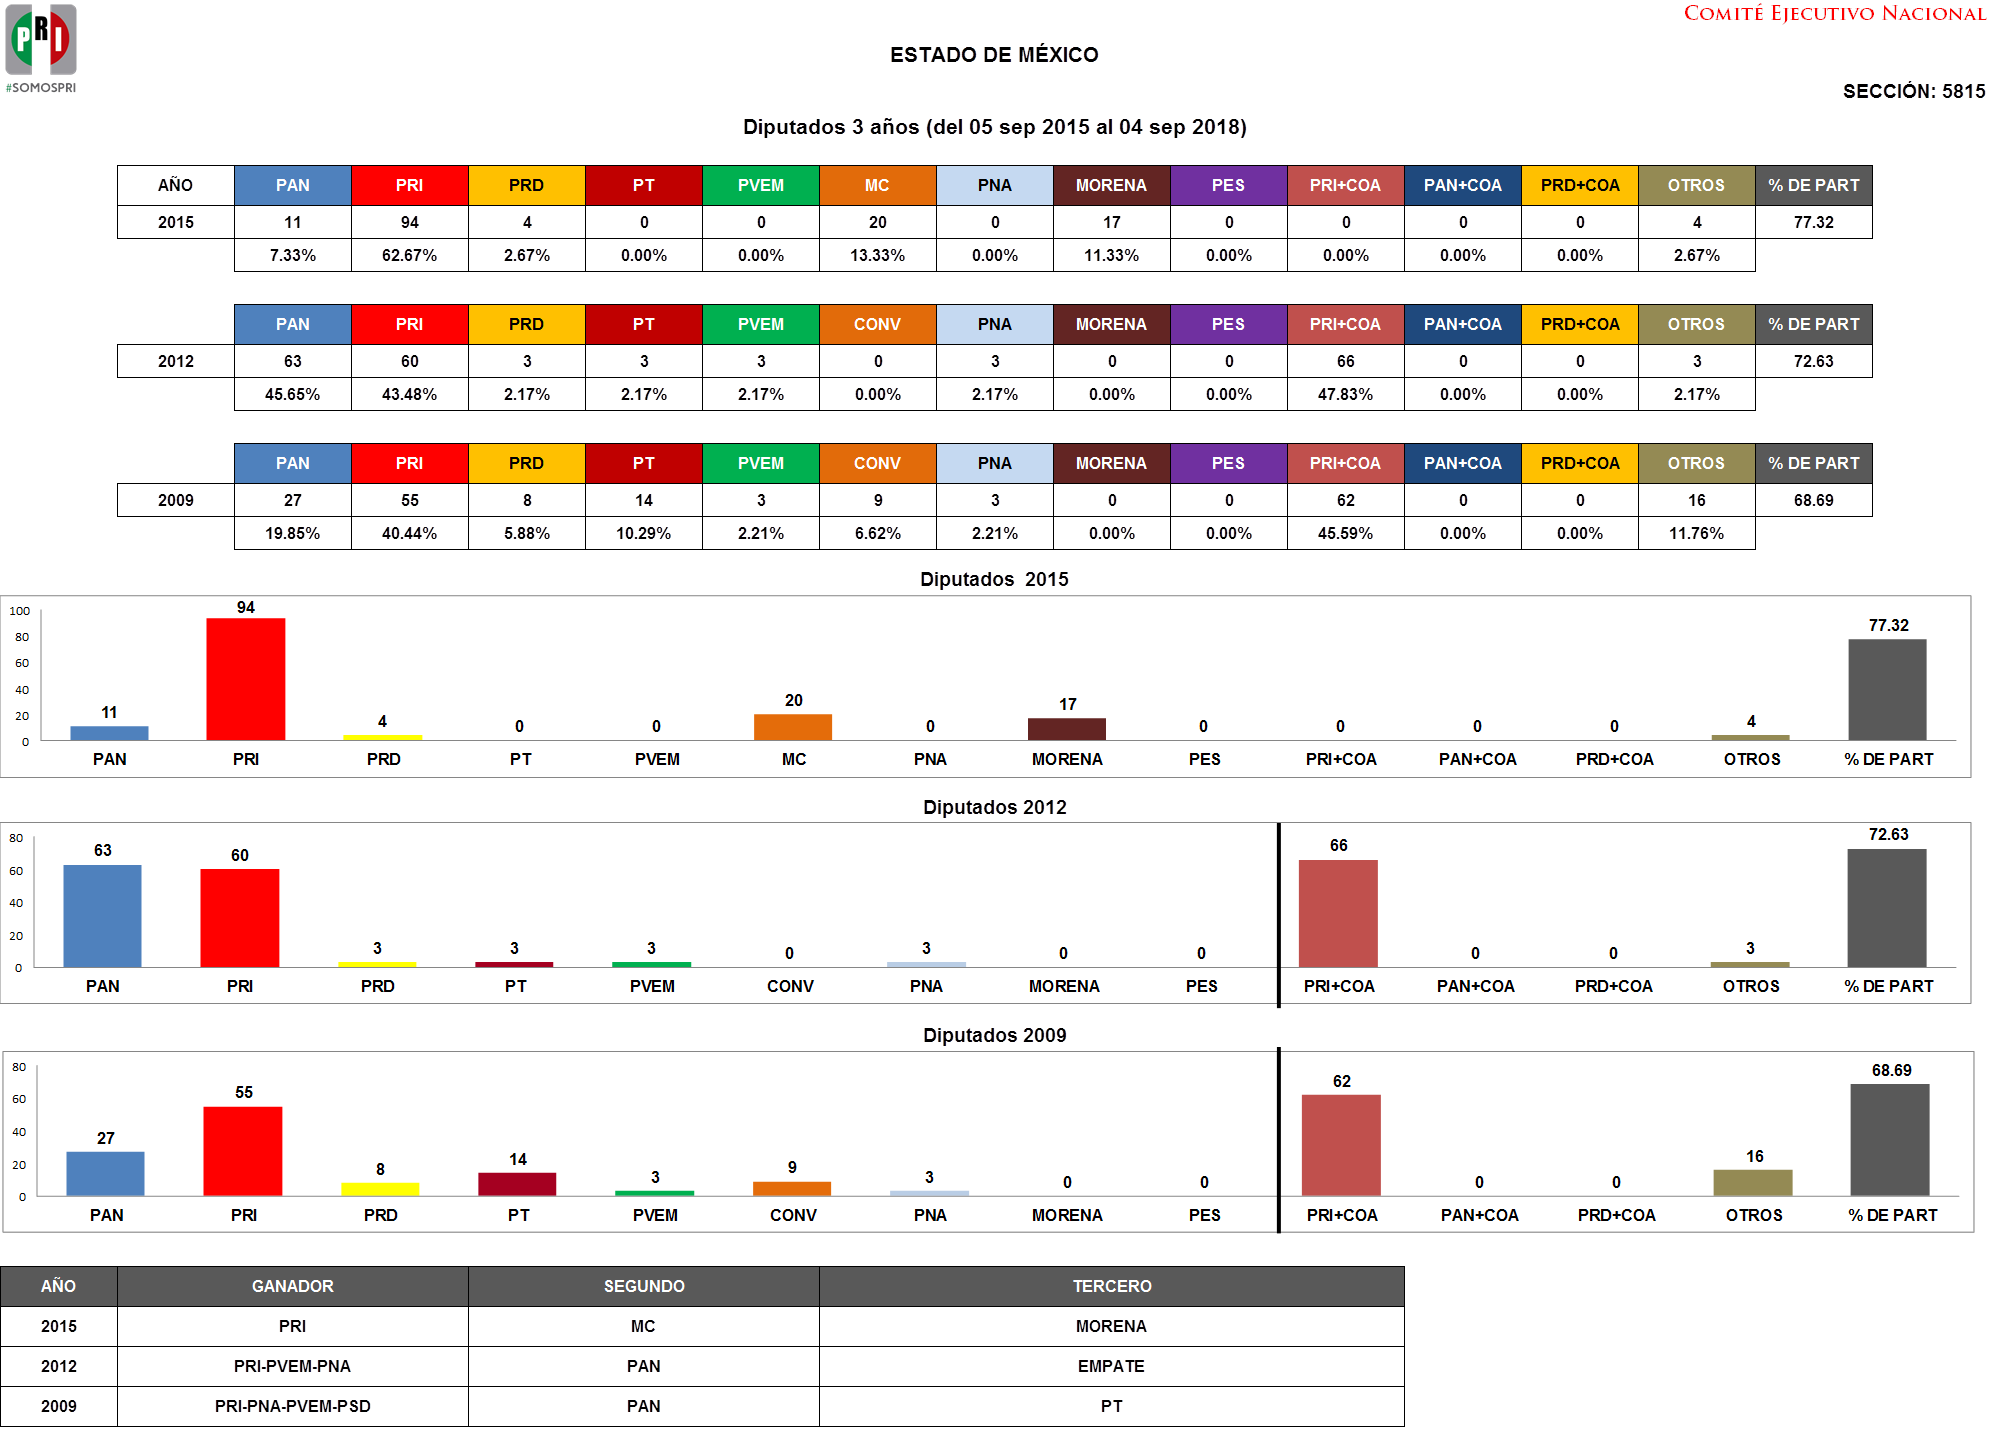 PRI
#SOMOSPRI
COMITÉ EJECUTIVO NACIONAL
ESTADO DE MÉXICO
SECCIÓN: 5815
Diputados 3 años (del 05 sep 2015 al 04 sep 2018)
AÑO PAN PRI PRD PT PVEM MC PNA MORENA PES PRI+COA PAN+COA PRD+COA OTROS % DE PART
2015 11 94 4 0 0 20 0 17 0 0 0 0 4 77.32
7.33% 62.67% 2.67% 0.00% 0.00% 13.33% 0.00% 11.33% 0.00% 0.00% 0.00% 0.00% 2.67%
PAN PRI PRD PT PVEM CONV PNA MORENA PES PRI+COA PAN+COA PRD+COA OTROS % DE PART
2012 63 60 3 3 3 0 3 0 0 66 0 0 3 72.63
45.65% 43.48% 2.17% 2.17% 2.17% 0.00% 2.17% 0.00% 0.00% 47.83% 0.00% 0.00% 2.17%
PAN PRI PRD PT PVEM CONV PNA MORENA PES PRI+COA PAN+COA PRD+COA OTROS % DE PART
2009 27 55 8 14 3 9 3 0 0 62 0 0 16 68.69
19.85% 40.44% 5.88% 10.29% 2.21% 6.62% 2.21% 0.00% 0.00% 45.59% 0.00% 0.00% 11.76%
Diputados 2015
100
80
60
40
20
0
11 94 4 0 0 20 0 17 0 0 0 0 4 77.32
PAN PRI PRD PT PVEM MC PNA MORENA PES PRI+COA PAN+COA PRD+COA OTROS % DE PART
Diputados 2012
80
60
40
20
0
63 60 3 3 3 0 3 0 0 66 0 0 3 72.63
PAN PRI PRD PT PVEM CONV PNA MORENA PES PRI+COA PAN+COA PRD+COA OTROS % DE PART
Diputados 2009
80
60
40
20
0
27 55 8 14 3 9 3 0 0 62 0 0 16 68.69
PAN PRI PRD PT PVEM CONV PNA MORENA PES PRI+COA PAN+COA PRD+COA OTROS % DE PART
AÑO GANADOR SEGUNDO TERCERO
2015 PRI MC MORENA
2012 PRI-PVEM-PNA PAN EMPATE
2009 PRI-PNA-PVEM-PSD PAN PT